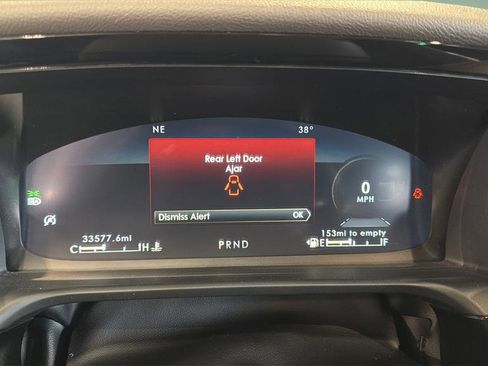 NE 38°
Rear Left Door
Ajar
Dismiss Alert OK
0
MPH
33577.6mi
153mi to empty
C H
PRND
E F